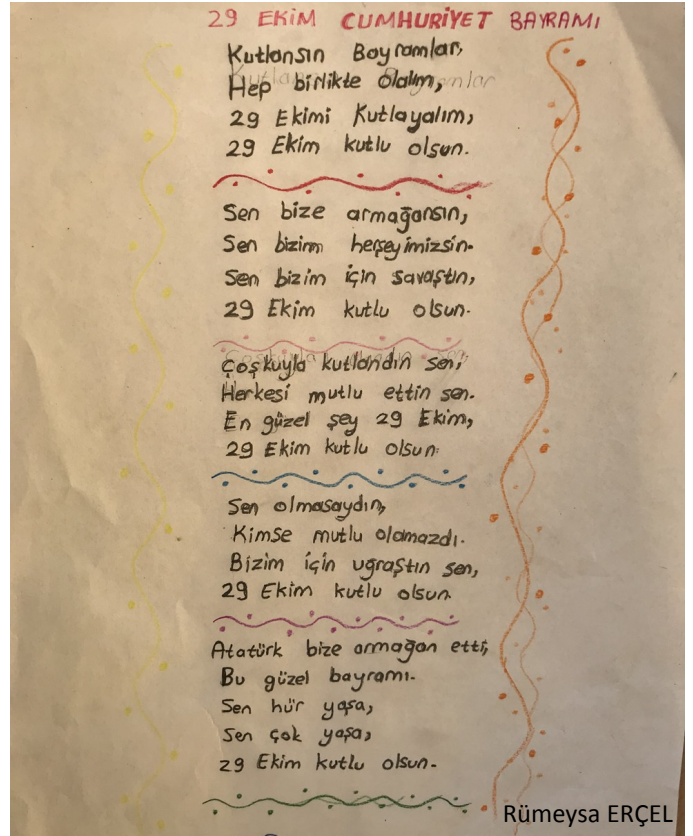 29 EKİM CUMHURİYET BAYRAMI
Kutlansın Bayramlar,
Hep birlikte olalım,
29 Ekimi Kutlayalım,
29 Ekim kutlu olsun.
Sen bize armağansın,
Sen bizim herşeyimizsin.
Sen bizim için savaştın,
29 Ekim kutlu olsun.
Çoşkuyla kutlandın sen,
Herkesi mutlu ettin sen.
En güzel şey 29 Ekim,
29 Ekim kutlu olsun.
Sen olmasaydın,
Kimse mutlu olamazdı.
Bizim için uğraştın sen,
29 Ekim kutlu olsun.
Atatürk bize armağan etti,
Bu güzel bayramı.
Sen hür yaşa,
Sen çok yaşa,
29 Ekim kutlu olsun.
Rümeysa ERÇEL